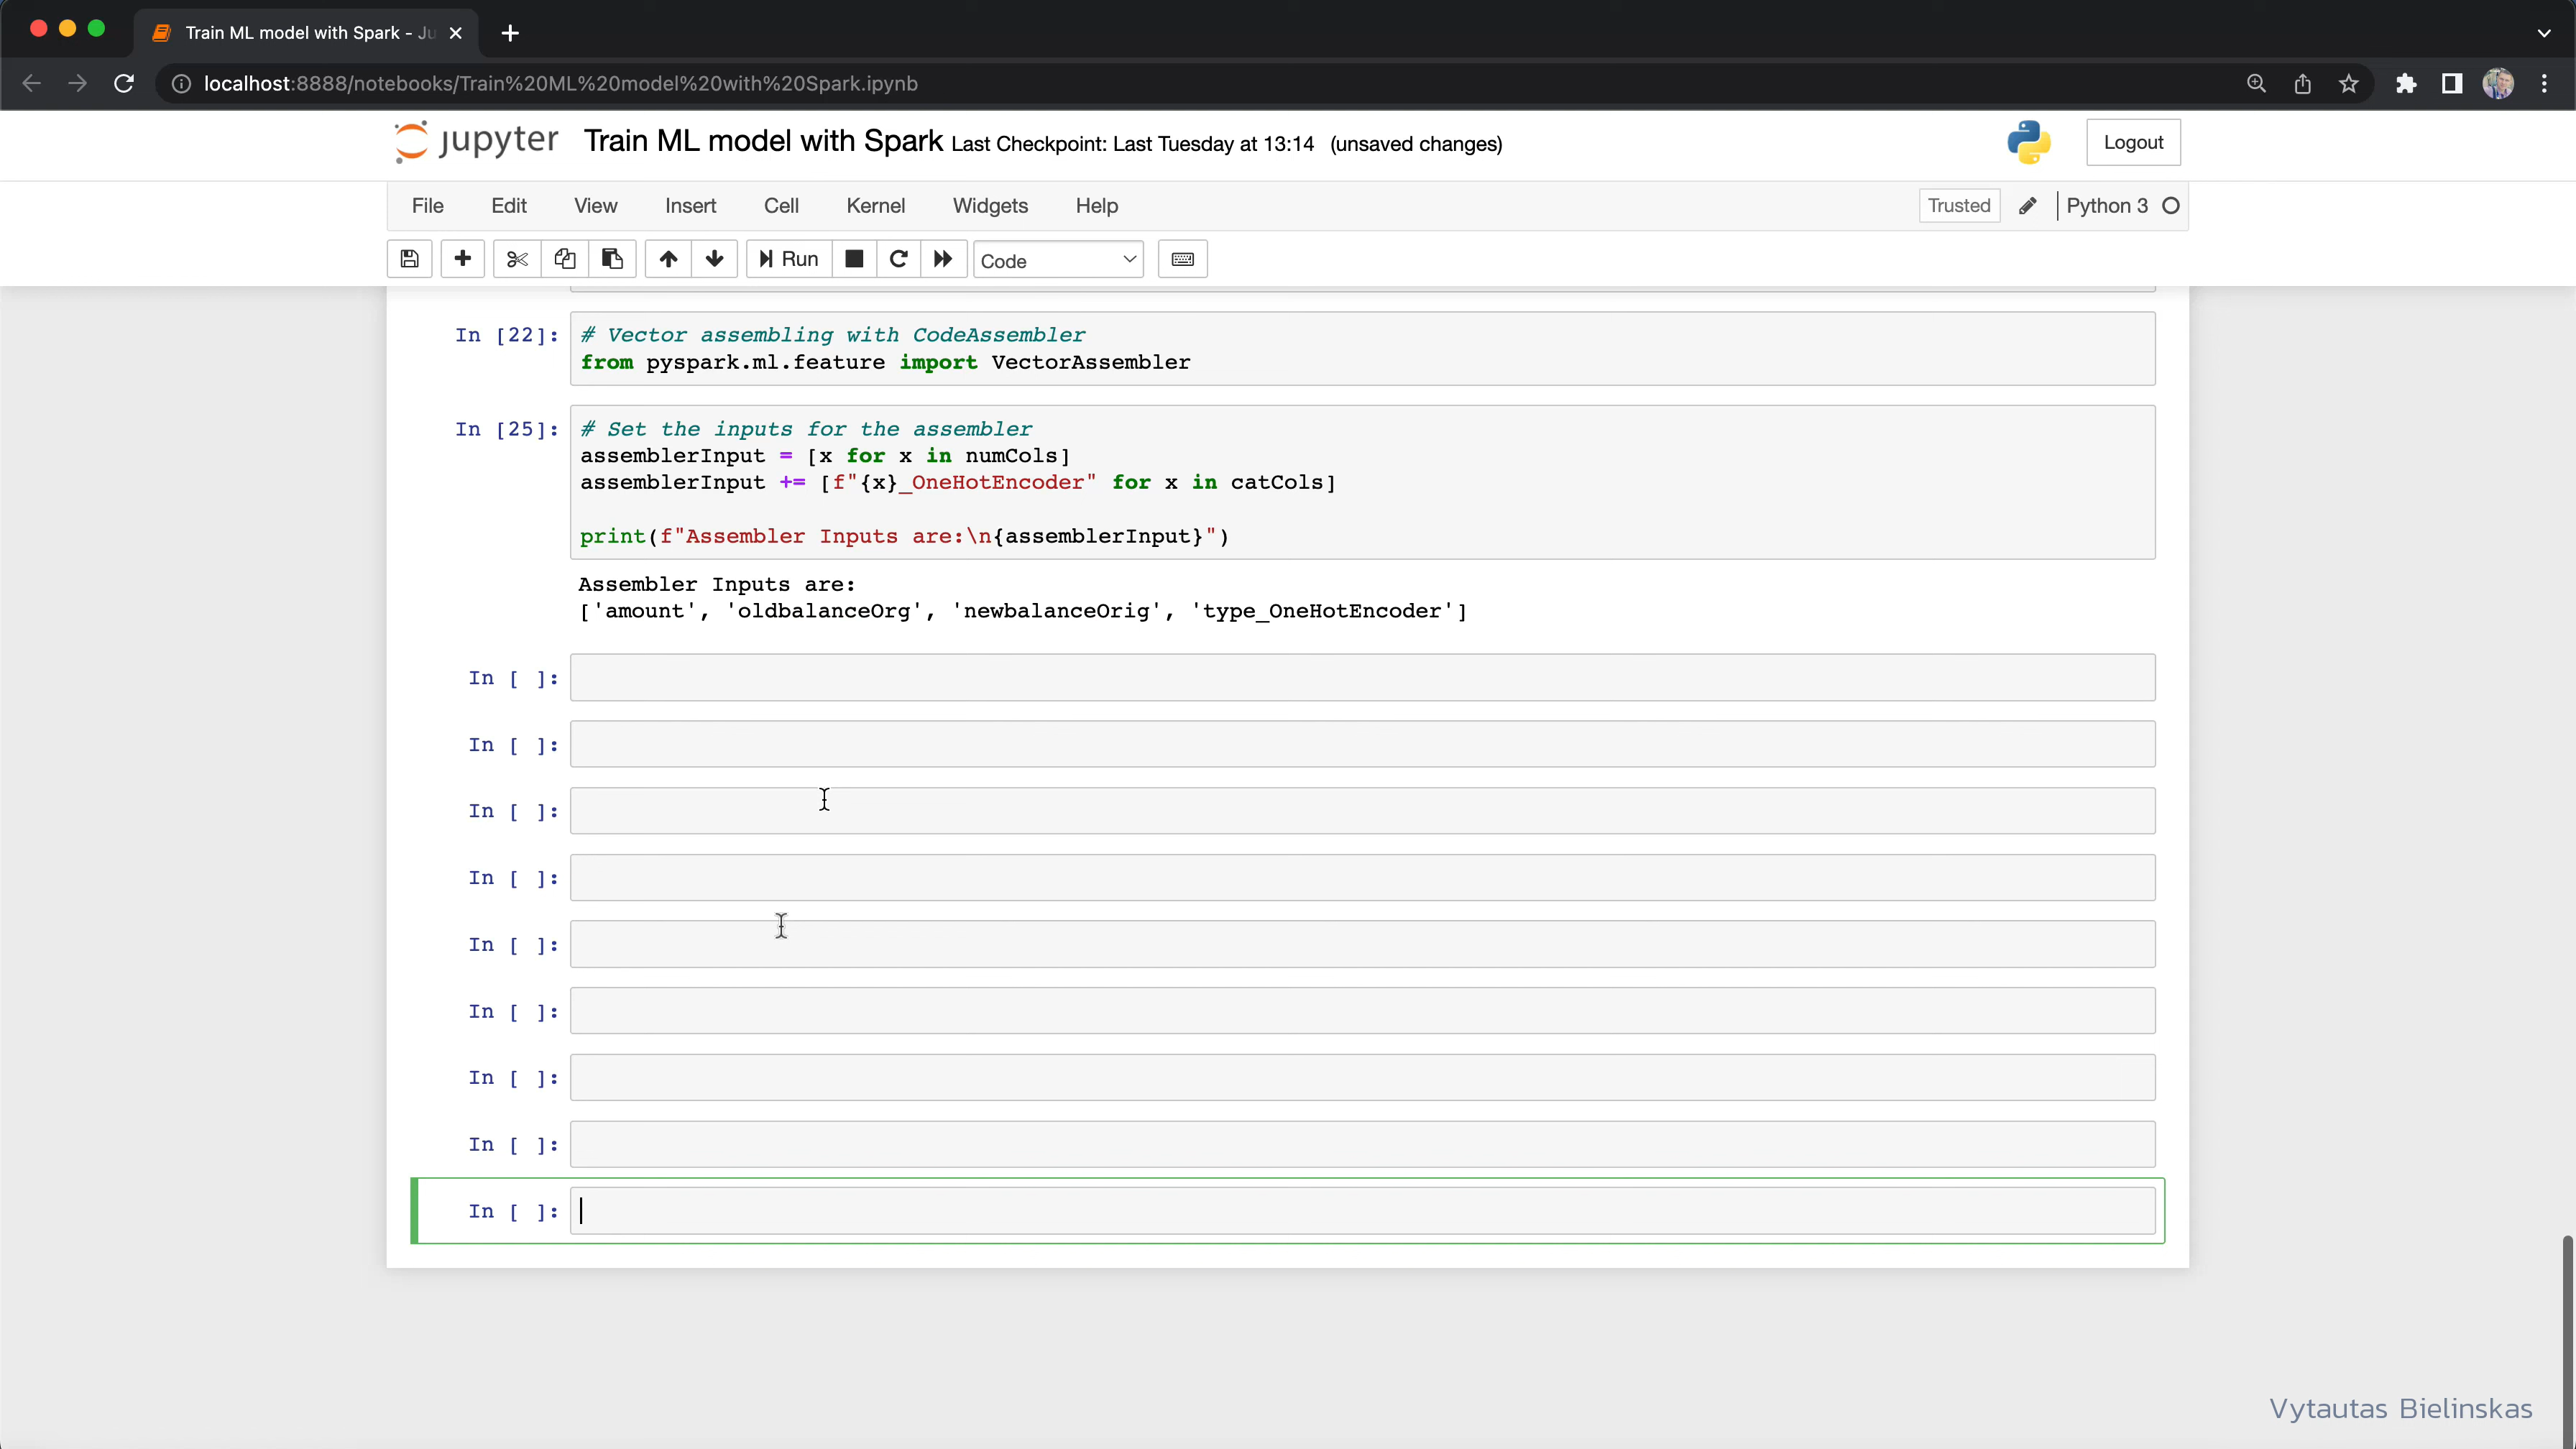 Train ML model with Spark - Ju
localhost:8888/notebooks/Train%20ML%20model%20with%20Spark.ipynb
jupyter Train ML model with Spark Last Checkpoint: Last Tuesday at 13:14 (unsaved changes)
Logout
File Edit View Insert Cell Kernel Widgets Help
Trusted Python 3
Run Code
In [22]: # Vector assembling with CodeAssembler
from pyspark.ml.feature import VectorAssembler
In [25]: # Set the inputs for the assembler
assemblerInput = [x for x in numCols]
assemblerInput += [f"{x}_OneHotEncoder" for x in catCols]
print(f"Assembler Inputs are:\n{assemblerInput}")
Assembler Inputs are:
['amount', 'oldbalanceOrg', 'newbalanceOrig', 'type_OneHotEncoder']
In [ ]:
In [ ]:
In [ ]:
In [ ]:
In [ ]:
In [ ]:
In [ ]:
In [ ]:
In [ ]:
Vytautas Bielinskas